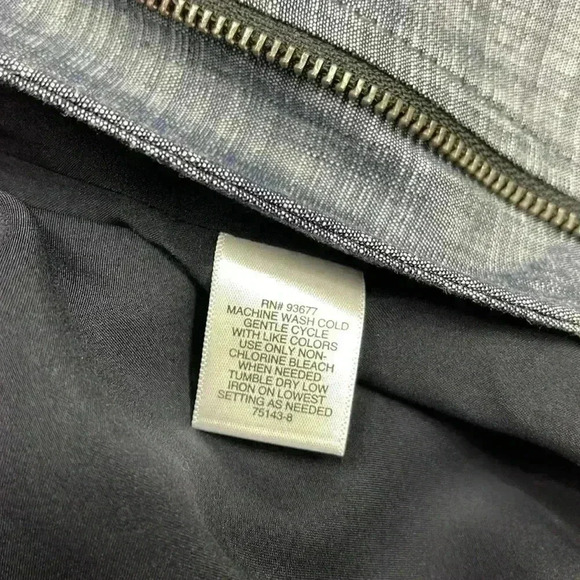 RN# 93677
MACHINE WASH COLD
GENTLE CYCLE
WITH LIKE COLORS
USE ONLY NON-
CHLORINE BLEACH
WHEN NEEDED
TUMBLE DRY LOW
IRON ON LOWEST
SETTING AS NEEDED
75143-8